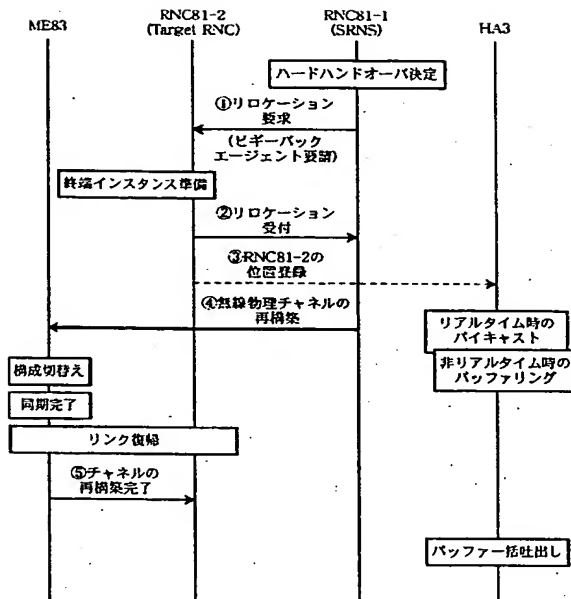 ME83
RNC81-2
(Target RNC)
RNC81-1
(SRNS)
HA3
ハードハンドオーバ決定
①リロケーション
要求
(ピギーバック
エージェント要請)
終端インスタンス準備
②リロケーション
受付
③RNC81-2の
位置登録
④無線物理チャネルの
再構築
リアルタイム時の
バイキャスト
非リアルタイム時の
バッファリング
構成切替え
同期完了
リンク復帰
⑤チャネルの
再構築完了
バッファ一括吐出し